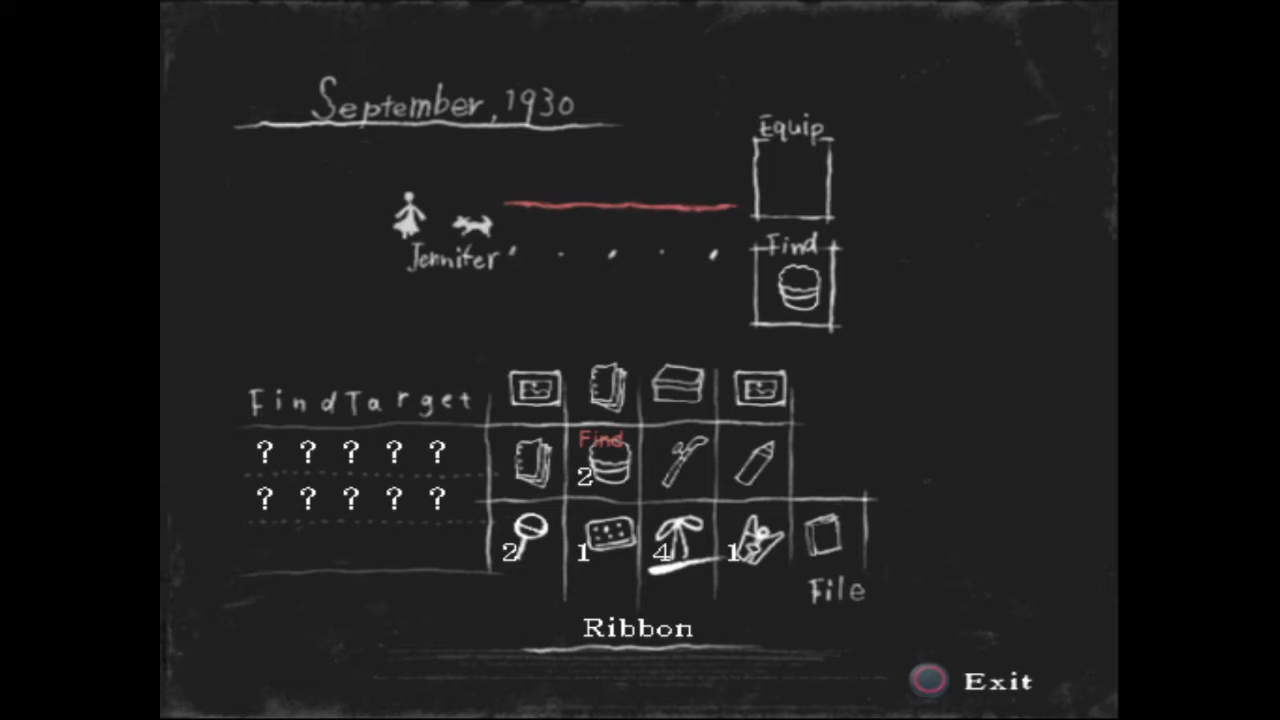 September, 1930
Equip
Find
Jennifer
FindTarget
? ? ? ? ?
Find
2
? ? ? ? ?
2 1 4 1
File
Ribbon
Exit